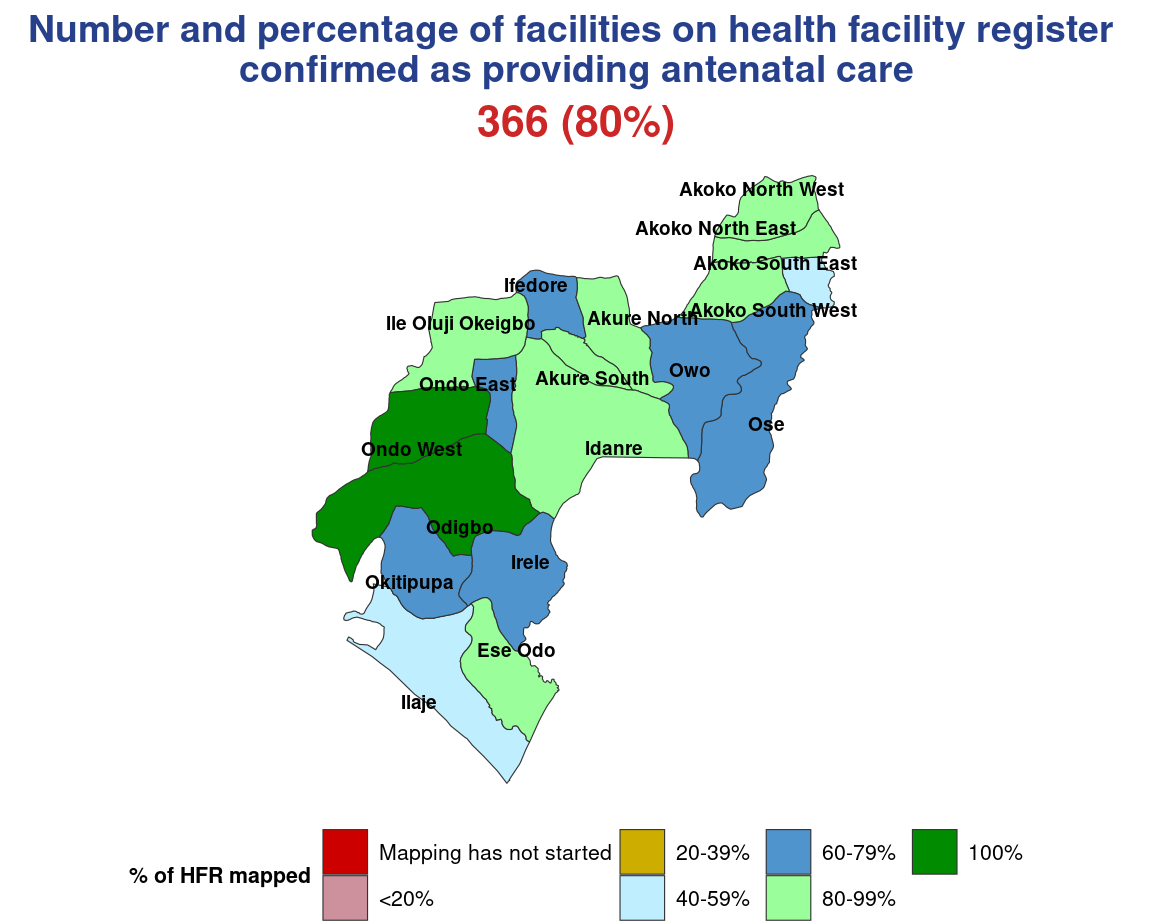 Number and percentage of facilities on health facility register
confirmed as providing antenatal care
366 (80%)
Akoko North West
Akoko North East
Akoko South East
Ifedore
Akoko South West
Ile Oluji Okeigbo
Akure North
Owo
Ondo East
Akure South
Ose
Ondo West
Idanre
Odigbo
Irele
Okitipupa
Ese Odo
Ilaje
% of HFR mapped
Mapping has not started
<20%
20-39%
40-59%
60-79%
80-99%
100%